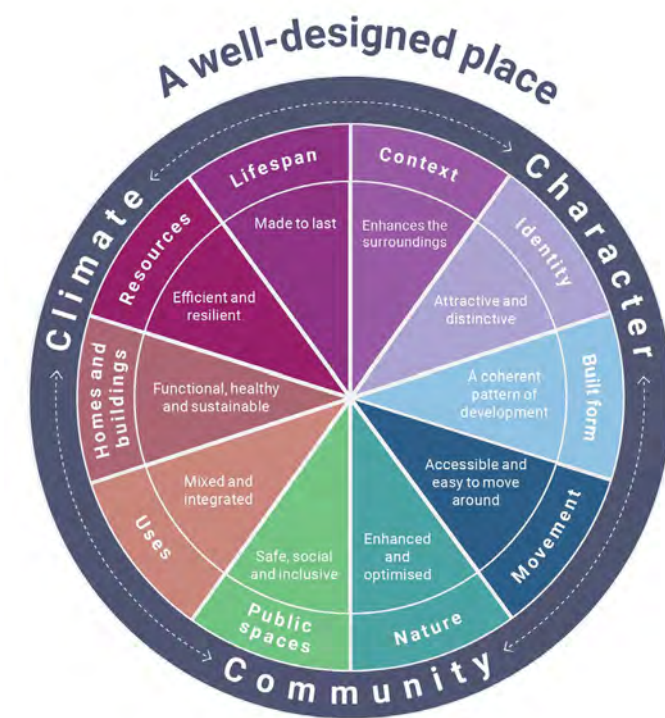 A well-designed place
Climate
Character
Community
Context
Enhances the
surroundings
Identity
Attractive and
distinctive
Built form
A coherent
pattern of
development
Movement
Accessible and
easy to move
around
Nature
Enhanced
and
optimised
Public
spaces
Safe, social
and inclusive
Uses
Mixed and
integrated
Homes and
buildings
Functional, healthy
and sustainable
Resources
Efficient and
resilient
Lifespan
Made to last